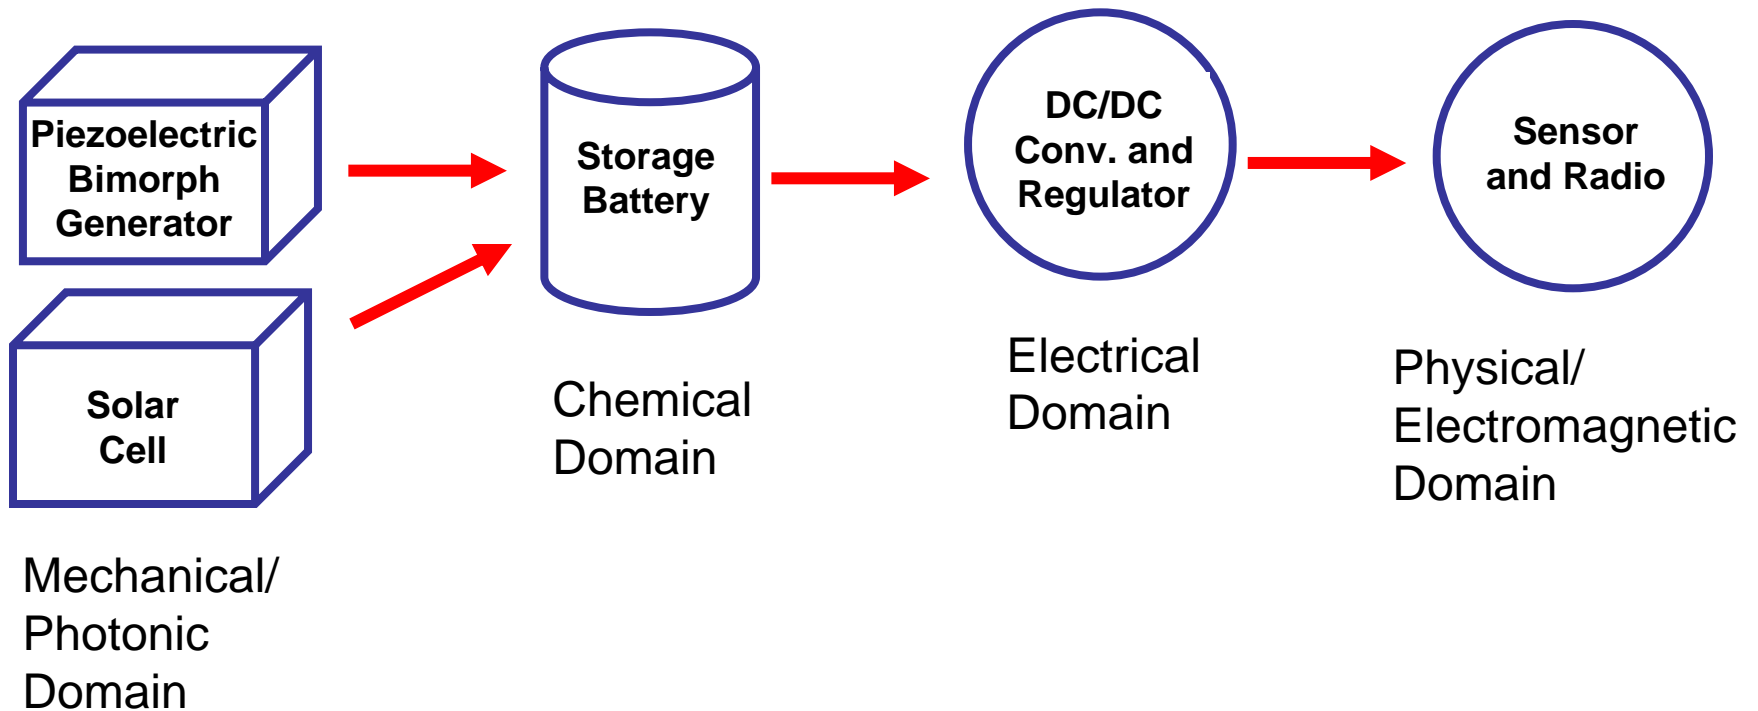 Piezoelectric
Bimorph
Generator
Solar
Cell
Mechanical/
Photonic
Domain
Storage
Battery
Chemical
Domain
DC/DC
Conv. and
Regulator
Electrical
Domain
Sensor
and Radio
Physical/
Electromagnetic
Domain